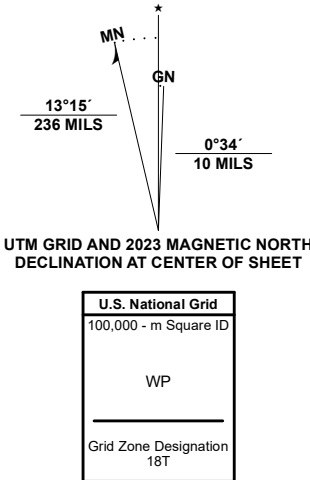 ★
MN
GN
13°15´
236 MILS
0°34´
10 MILS
UTM GRID AND 2023 MAGNETIC NORTH
DECLINATION AT CENTER OF SHEET
U.S. National Grid
100,000 - m Square ID
WP
Grid Zone Designation
18T